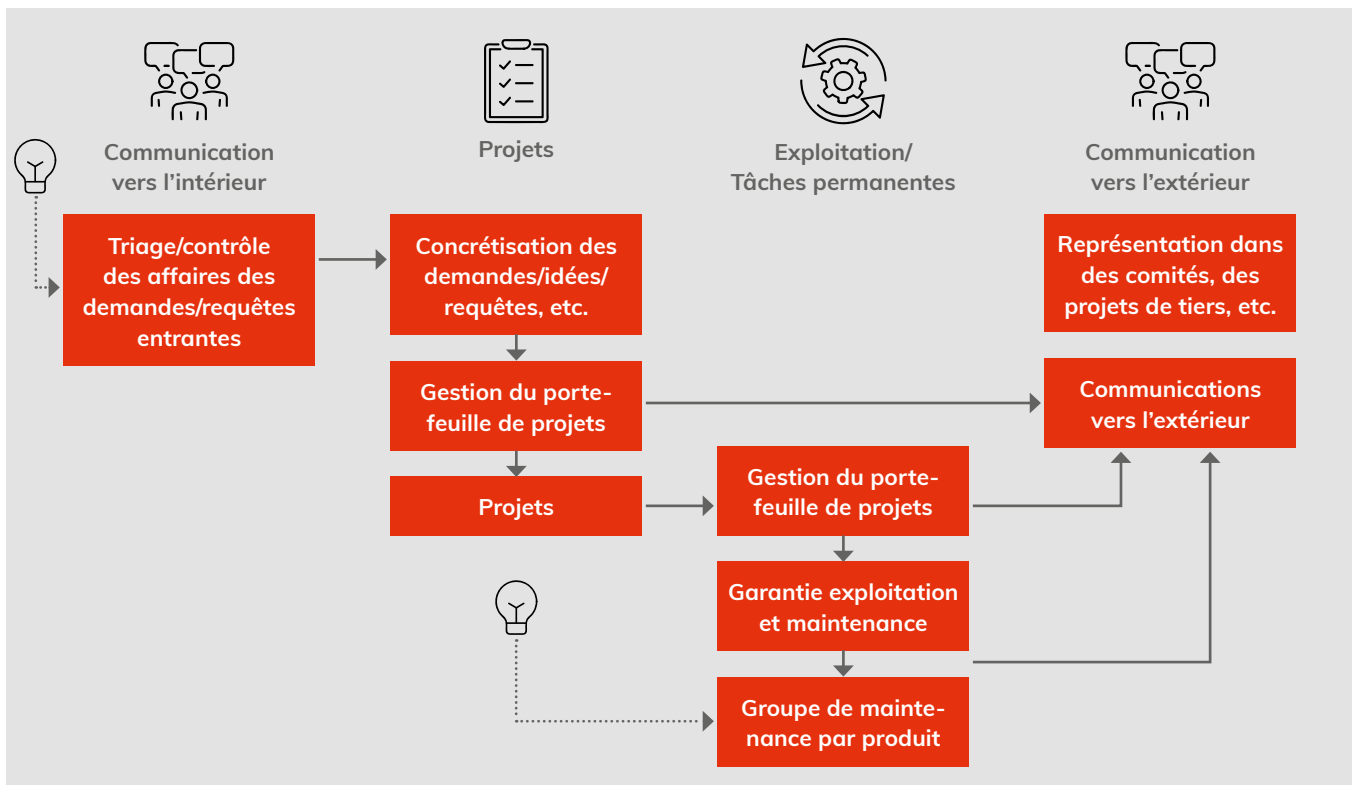 Communication
vers l’intérieur
Projets
Exploitation/
Tâches permanentes
Communication
vers l’extérieur
Triage/contrôle
des affaires des
demandes/requêtes
entrantes
Concrétisation des
demandes/idées/
requêtes, etc.
Représentation dans
des comités, des
projets de tiers, etc.
Gestion du porte-
feuille de projets
Communications
vers l’extérieur
Projets
Gestion du porte-
feuille de projets
Garantie exploitation
et maintenance
Groupe de mainte-
nance par produit